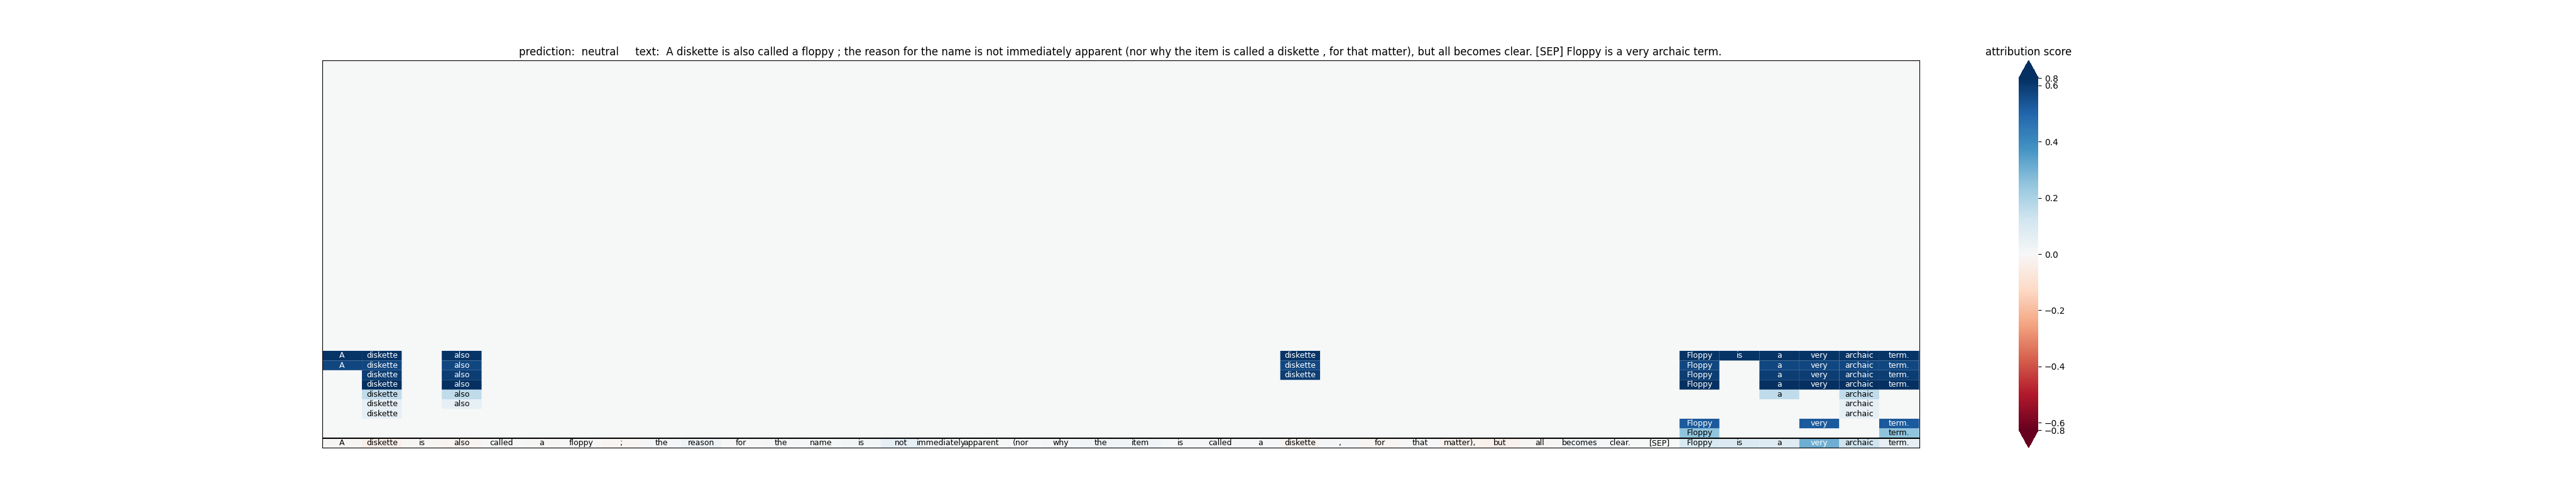 prediction:  neutral     text:  A diskette is also called a floppy ; the reason for the name is not immediately apparent (nor why the item is called a diskette , for that matter), but all becomes clear. [SEP] Floppy is a very archaic term.
attribution score
0.8
0.6
0.4
0.2
0.0
−0.2
−0.4
−0.6
−0.8
A diskette also diskette Floppy is a very archaic term.
A diskette also diskette Floppy a very archaic term.
diskette also diskette Floppy a very archaic term.
diskette also Floppy a very archaic term.
diskette also a archaic
diskette also archaic
diskette archaic
Floppy very term.
Floppy term.
A diskette is also called a floppy ; the reason for the name is not immediately apparent (nor why the item is called a diskette , for that matter), but all becomes clear. [SEP] Floppy is a very archaic term.